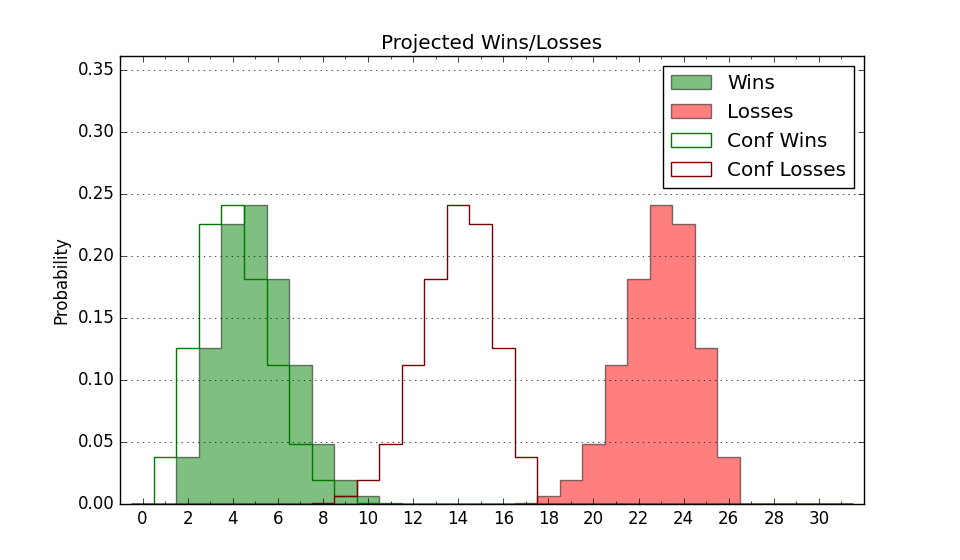 Projected Wins/Losses
0.35
0.30
0.25
0.20
0.15
0.10
0.05
0.00
Probability
Wins
Losses
Conf Wins
Conf Losses
0 2 4 6 8 10 12 14 16 18 20 22 24 26 28 30